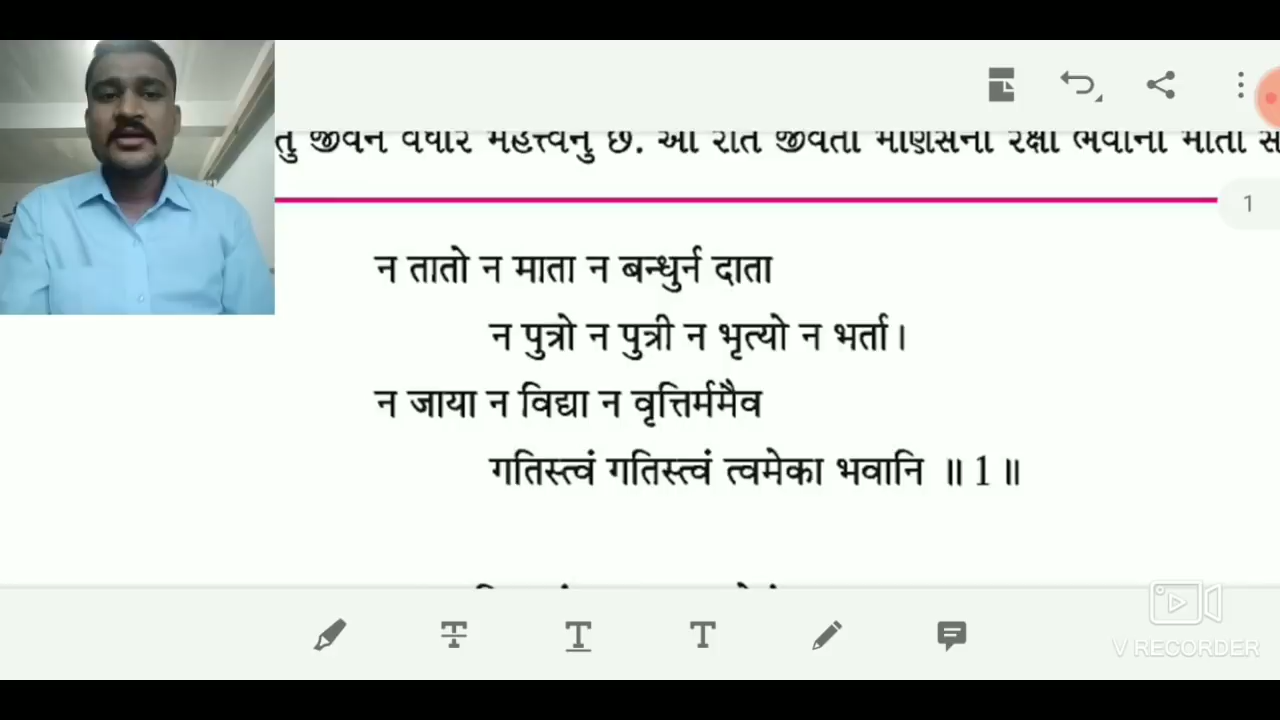 તુ જીવન વધારે મહત્ત્વનું છે. આ રીતે જીવતા માણસની રક્ષા ભવાની માતા
1
न तातो न माता न बन्धुर्न दाता
न पुत्रो न पुत्री न भृत्यो न भर्ता।
न जाया न विद्या न वृत्तिर्ममैव
गतिस्त्वं गतिस्त्वं त्वमेका भवानि ॥ 1 ॥
V RECORDER